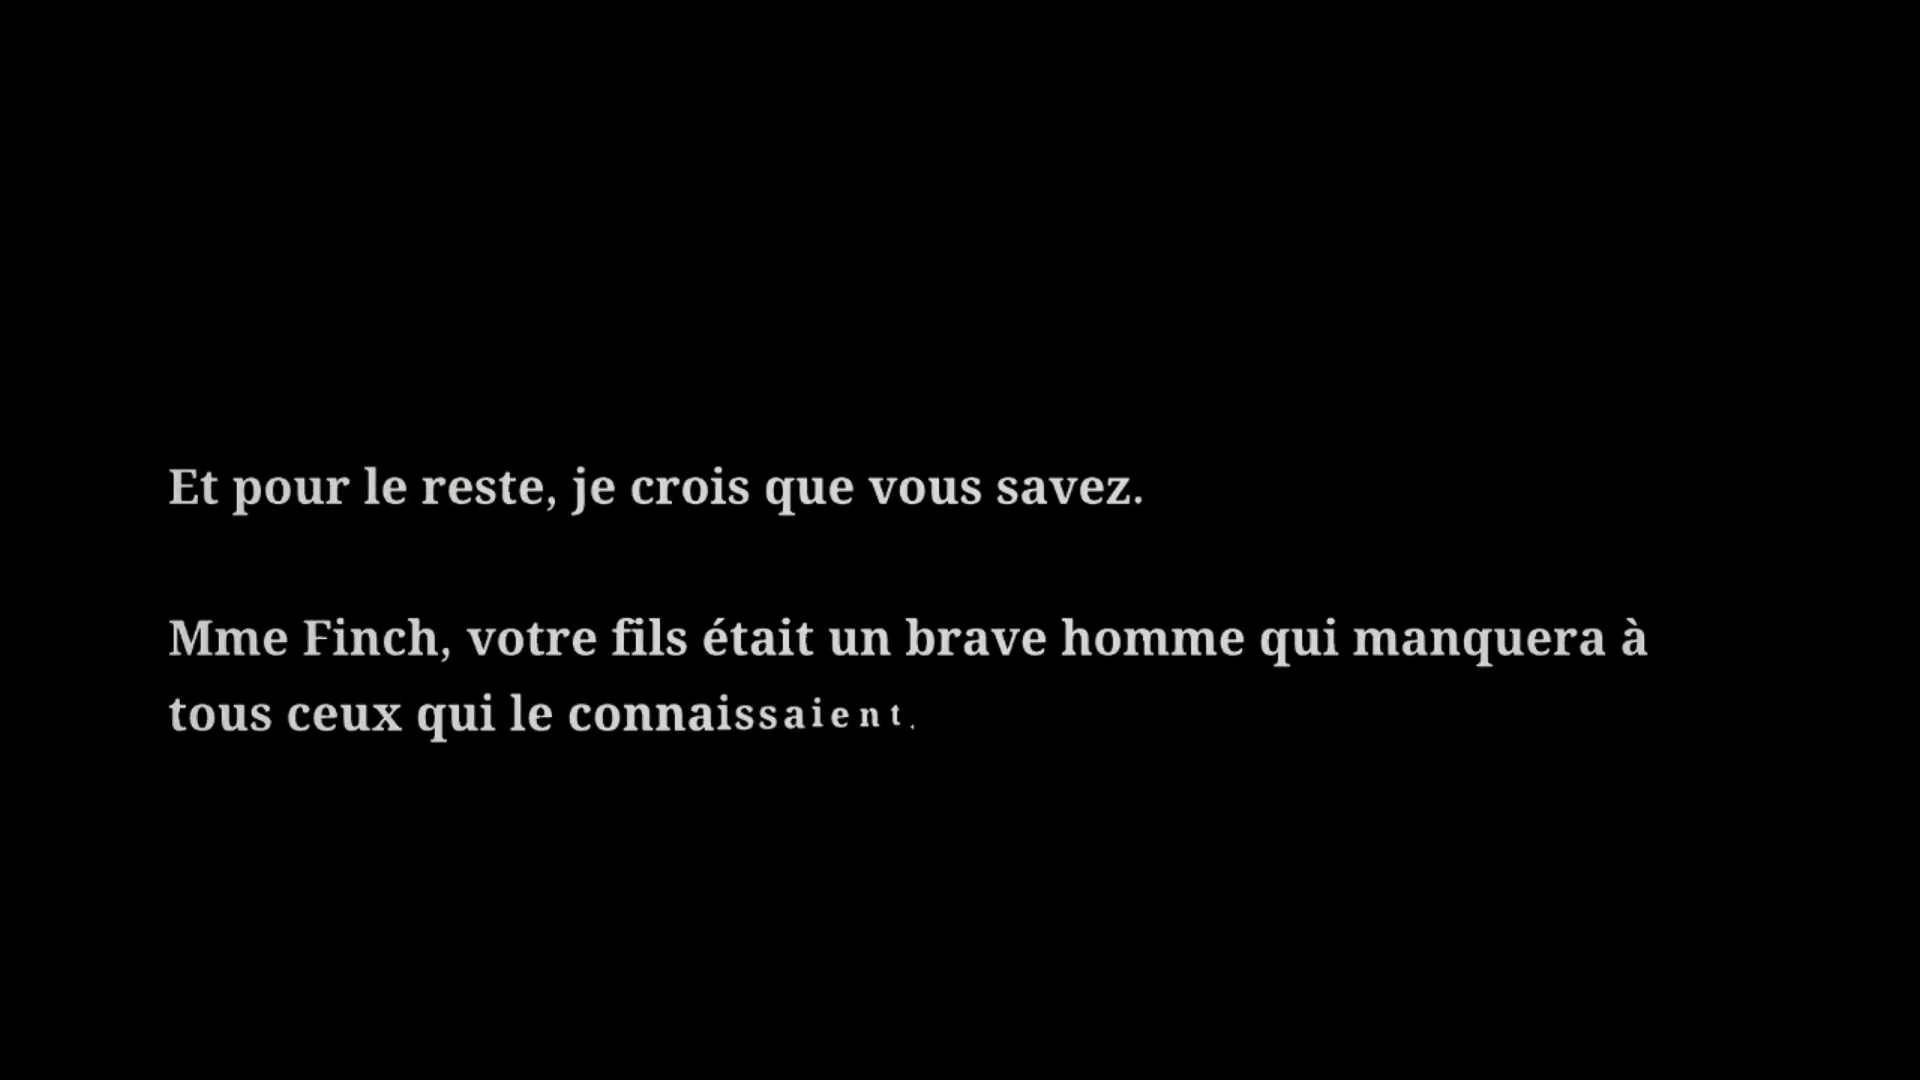 Et pour le reste, je crois que vous savez.
Mme Finch, votre fils était un brave homme qui manquera à
tous ceux qui le connaissaient.